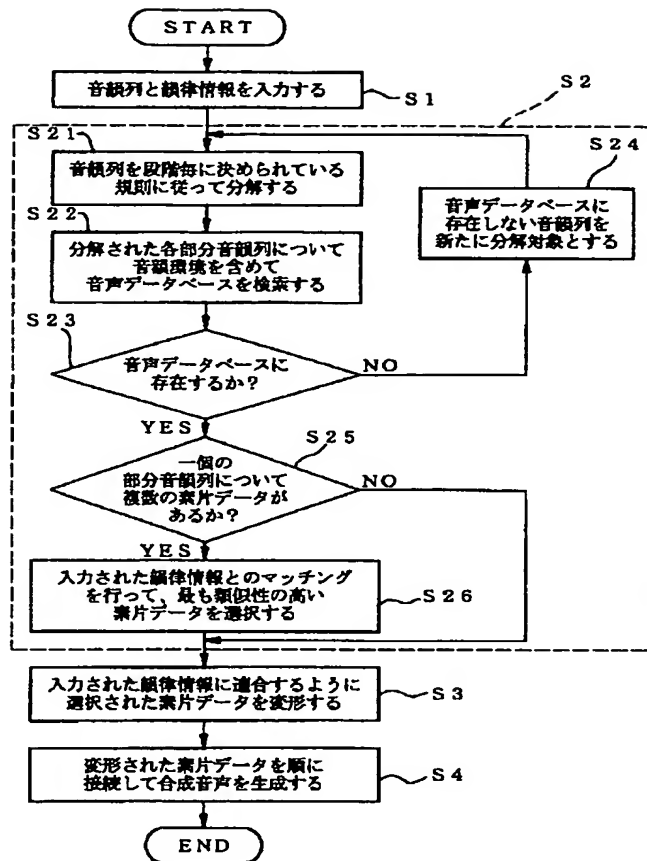 START
音韻列と韻律情報を入力する
S1
S2
S21
音韻列を段階毎に決められている
規則に従って分解する
S24
音声データベースに
存在しない音韻列を
新たに分解対象とする
S22
分解された各部分音韻列について
音韻環境を含めて
音声データベースを検索する
S23
音声データベースに
存在するか?
NO
YES
S25
一個の
部分音韻列について
複数の素片データが
あるか?
NO
YES
入力された韻律情報とのマッチング
を行って、最も類似性の高い
素片データを選択する
S26
入力された韻律情報に適合するように
選択された素片データを変形する
S3
変形された素片データを順に
接続して合成音声を生成する
S4
END